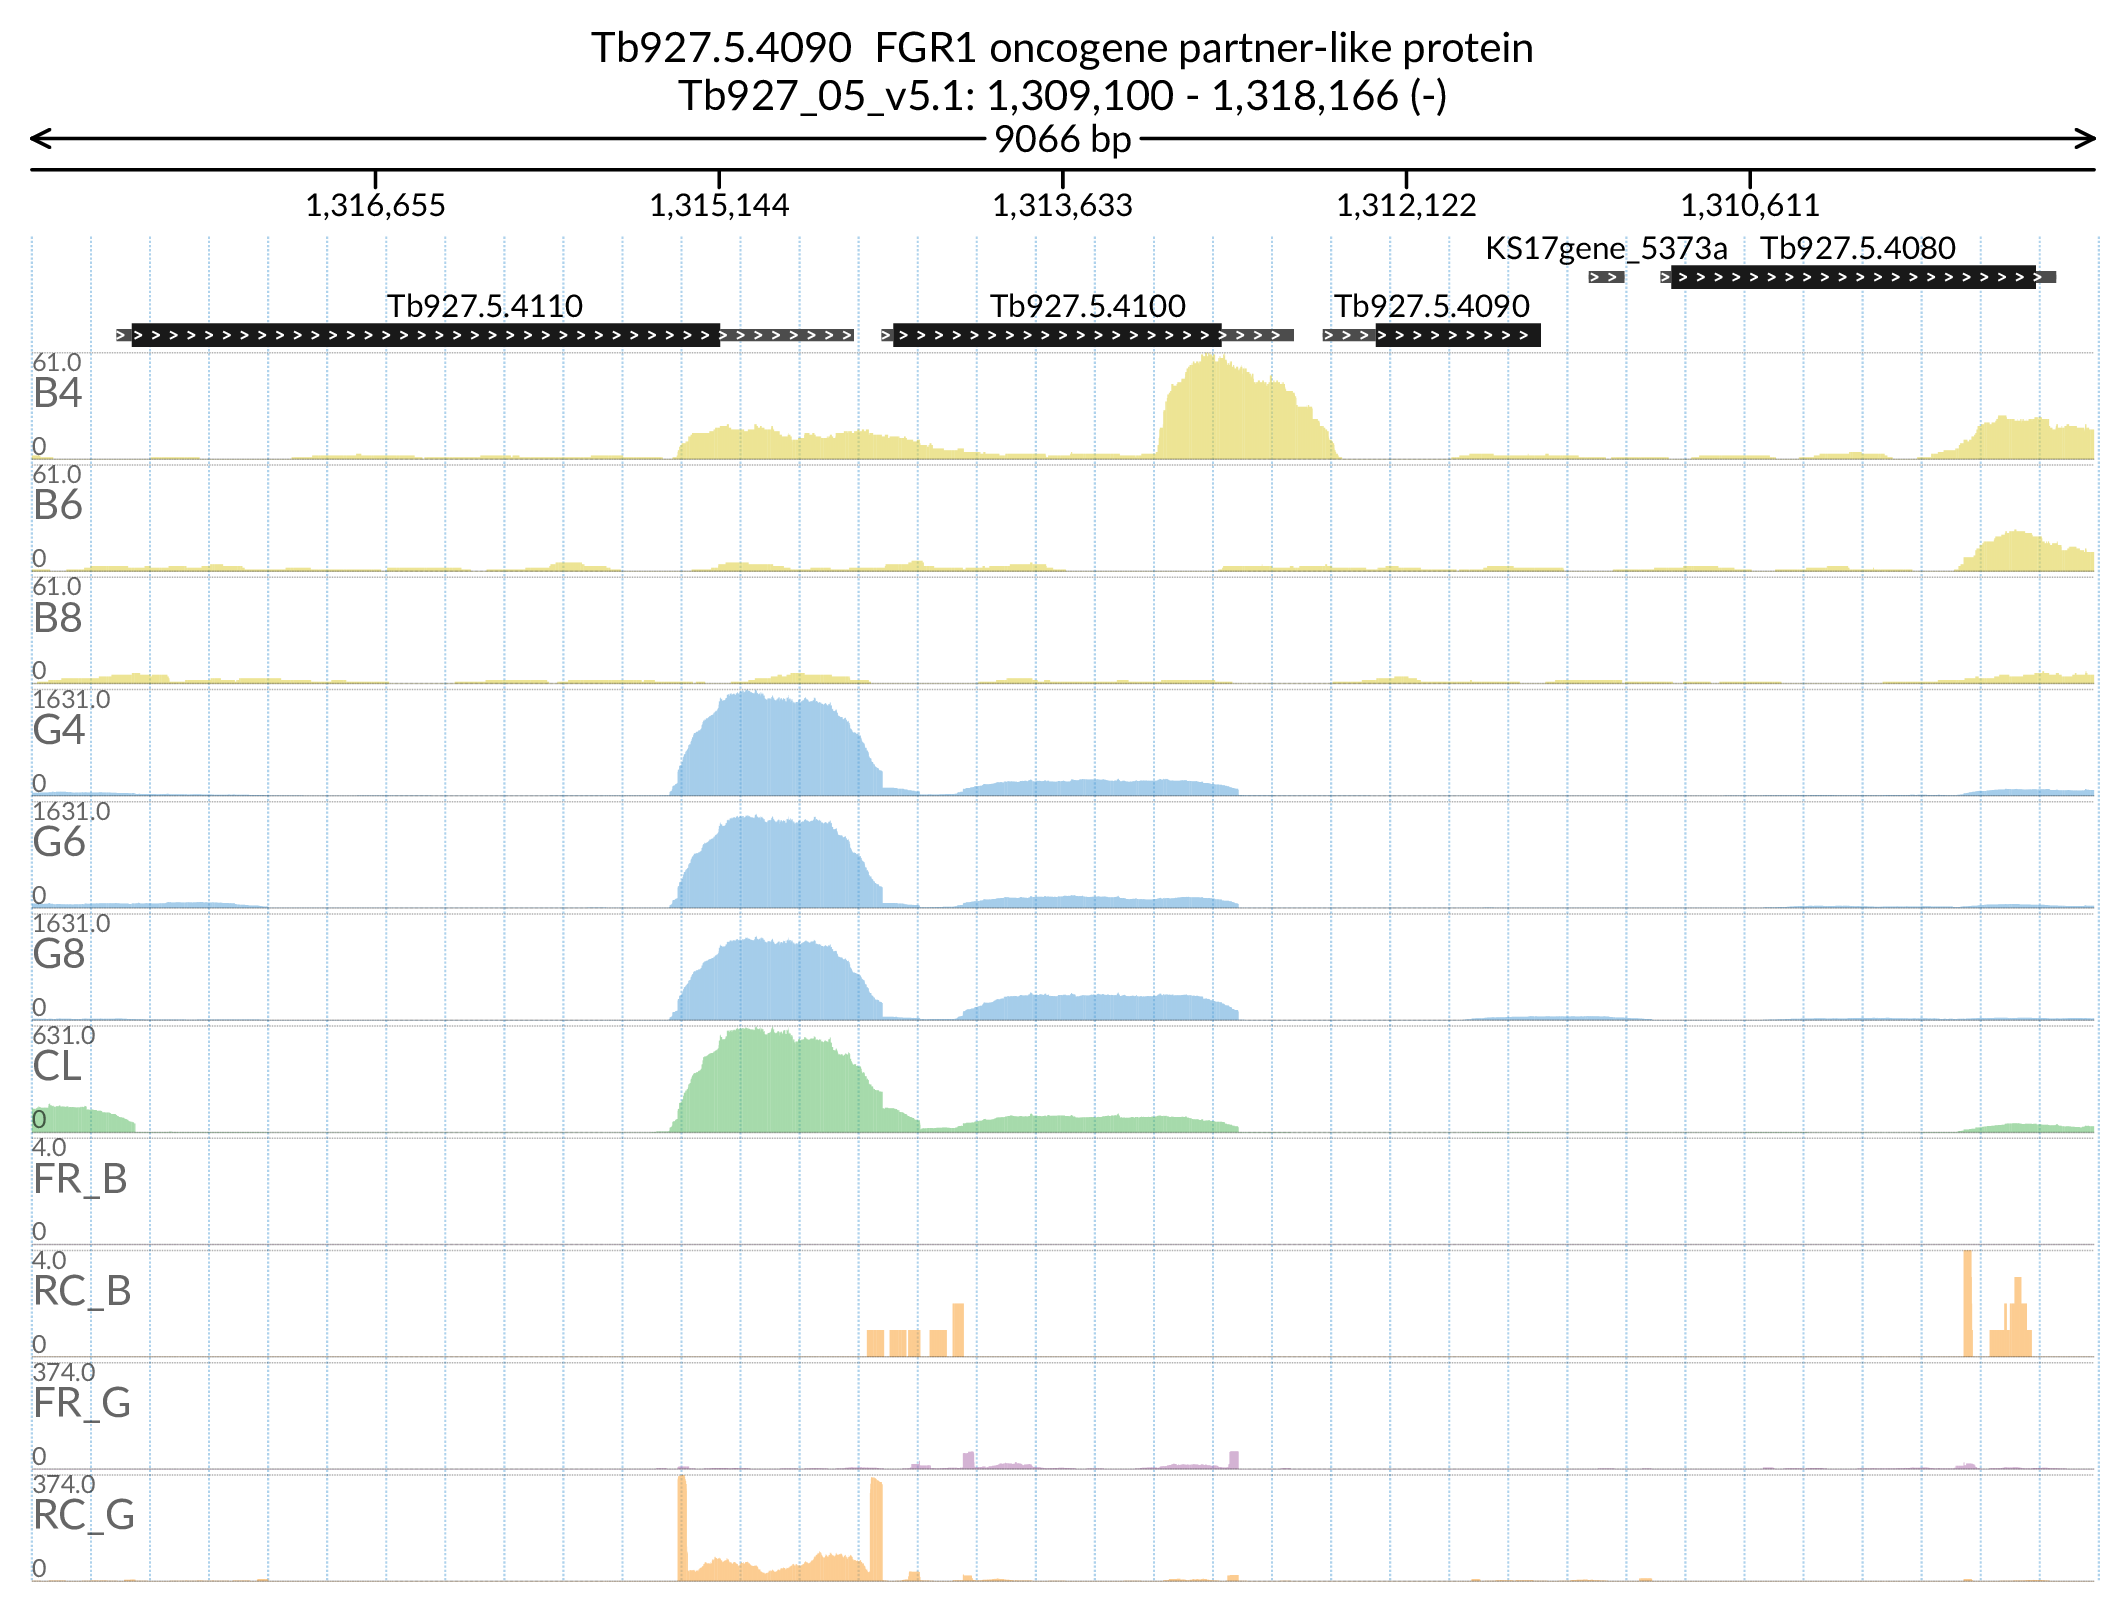 Tb927.5.4090  FGR1 oncogene partner-like protein
Tb927_05_v5.1: 1,309,100 - 1,318,166 (-)
9066 bp
1,316,655 1,315,144 1,313,633 1,312,122 1,310,611
KS17gene_5373a Tb927.5.4080
Tb927.5.4110 Tb927.5.4100 Tb927.5.4090
61.0
B4
0
61.0
B6
0
61.0
B8
0
1631.0
G4
0
1631.0
G6
0
1631.0
G8
0
631.0
CL
0
4.0
FR_B
0
4.0
RC_B
0
374.0
FR_G
0
374.0
RC_G
0